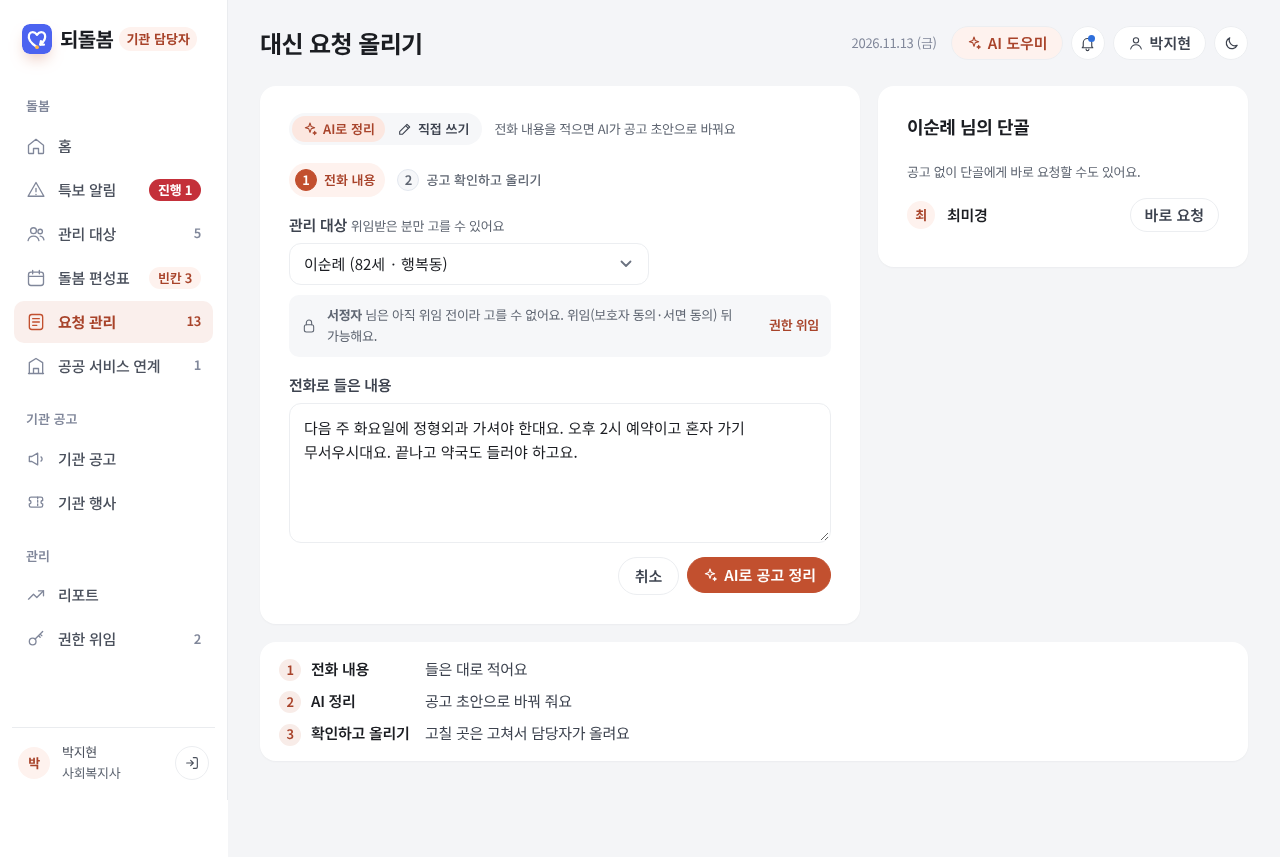 되돌봄 기관 담당자
돌봄
홈
특보 알림 진행 1
관리 대상 5
돌봄 편성표 빈칸 3
요청 관리 13
공공 서비스 연계 1
기관 공고
기관 공고
기관 행사
관리
리포트
권한 위임 2
박 박지현
사회복지사
대신 요청 올리기
2026.11.13 (금) AI 도우미 박지현
AI로 정리 직접 쓰기 전화 내용을 적으면 AI가 공고 초안으로 바꿔요
1 전화 내용 2 공고 확인하고 올리기
관리 대상 위임받은 분만 고를 수 있어요
이순례 (82세 · 행복동)
서정자 님은 아직 위임 전이라 고를 수 없어요. 위임(보호자 동의·서면 동의) 뒤
가능해요.
권한 위임
전화로 들은 내용
다음 주 화요일에 정형외과 가셔야 한대요. 오후 2시 예약이고 혼자 가기
무서우시대요. 끝나고 약국도 들러야 하고요.
취소 AI로 공고 정리
이순례 님의 단골
공고 없이 단골에게 바로 요청할 수도 있어요.
최 최미경 바로 요청
1 전화 내용 들은 대로 적어요
2 AI 정리 공고 초안으로 바꿔 줘요
3 확인하고 올리기 고칠 곳은 고쳐서 담당자가 올려요